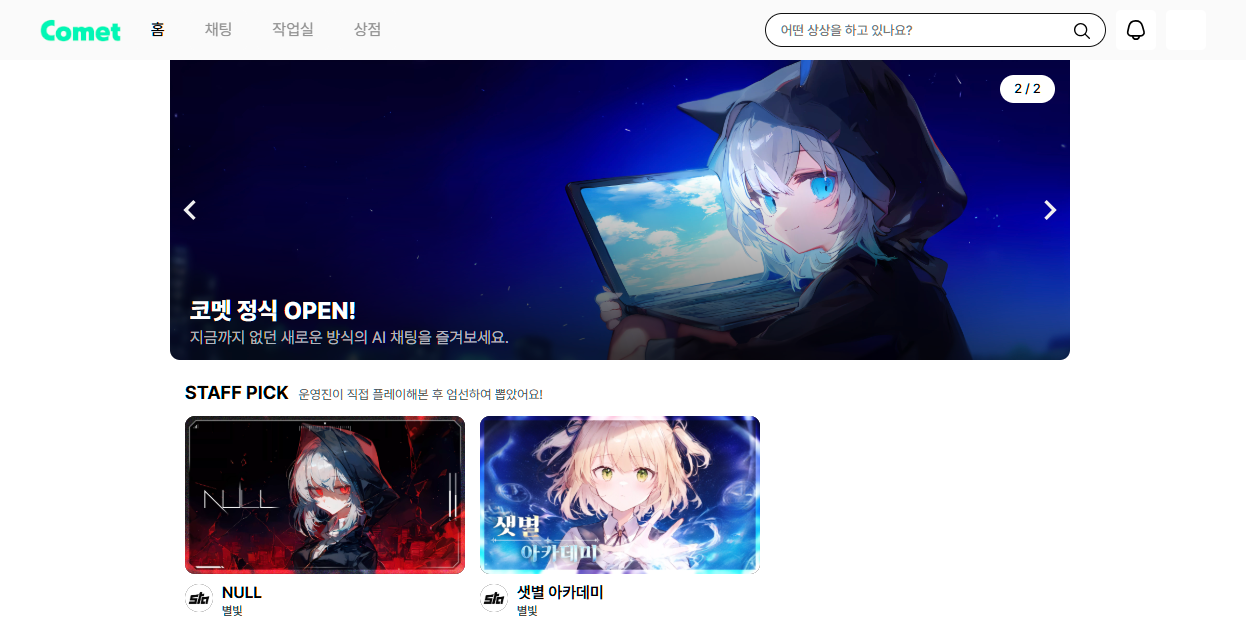 Comet 홈 채팅 작업실 상점 어떤 상상을 하고 있나요?
2 / 2
코멧 정식 OPEN!
지금까지 없던 새로운 방식의 AI 채팅을 즐겨보세요.
STAFF PICK 운영진이 직접 플레이해본 후 엄선하여 뽑았어요!
NULL
샛별
아카데미
sta NULL
별빛
sta 샛별 아카데미
별빛